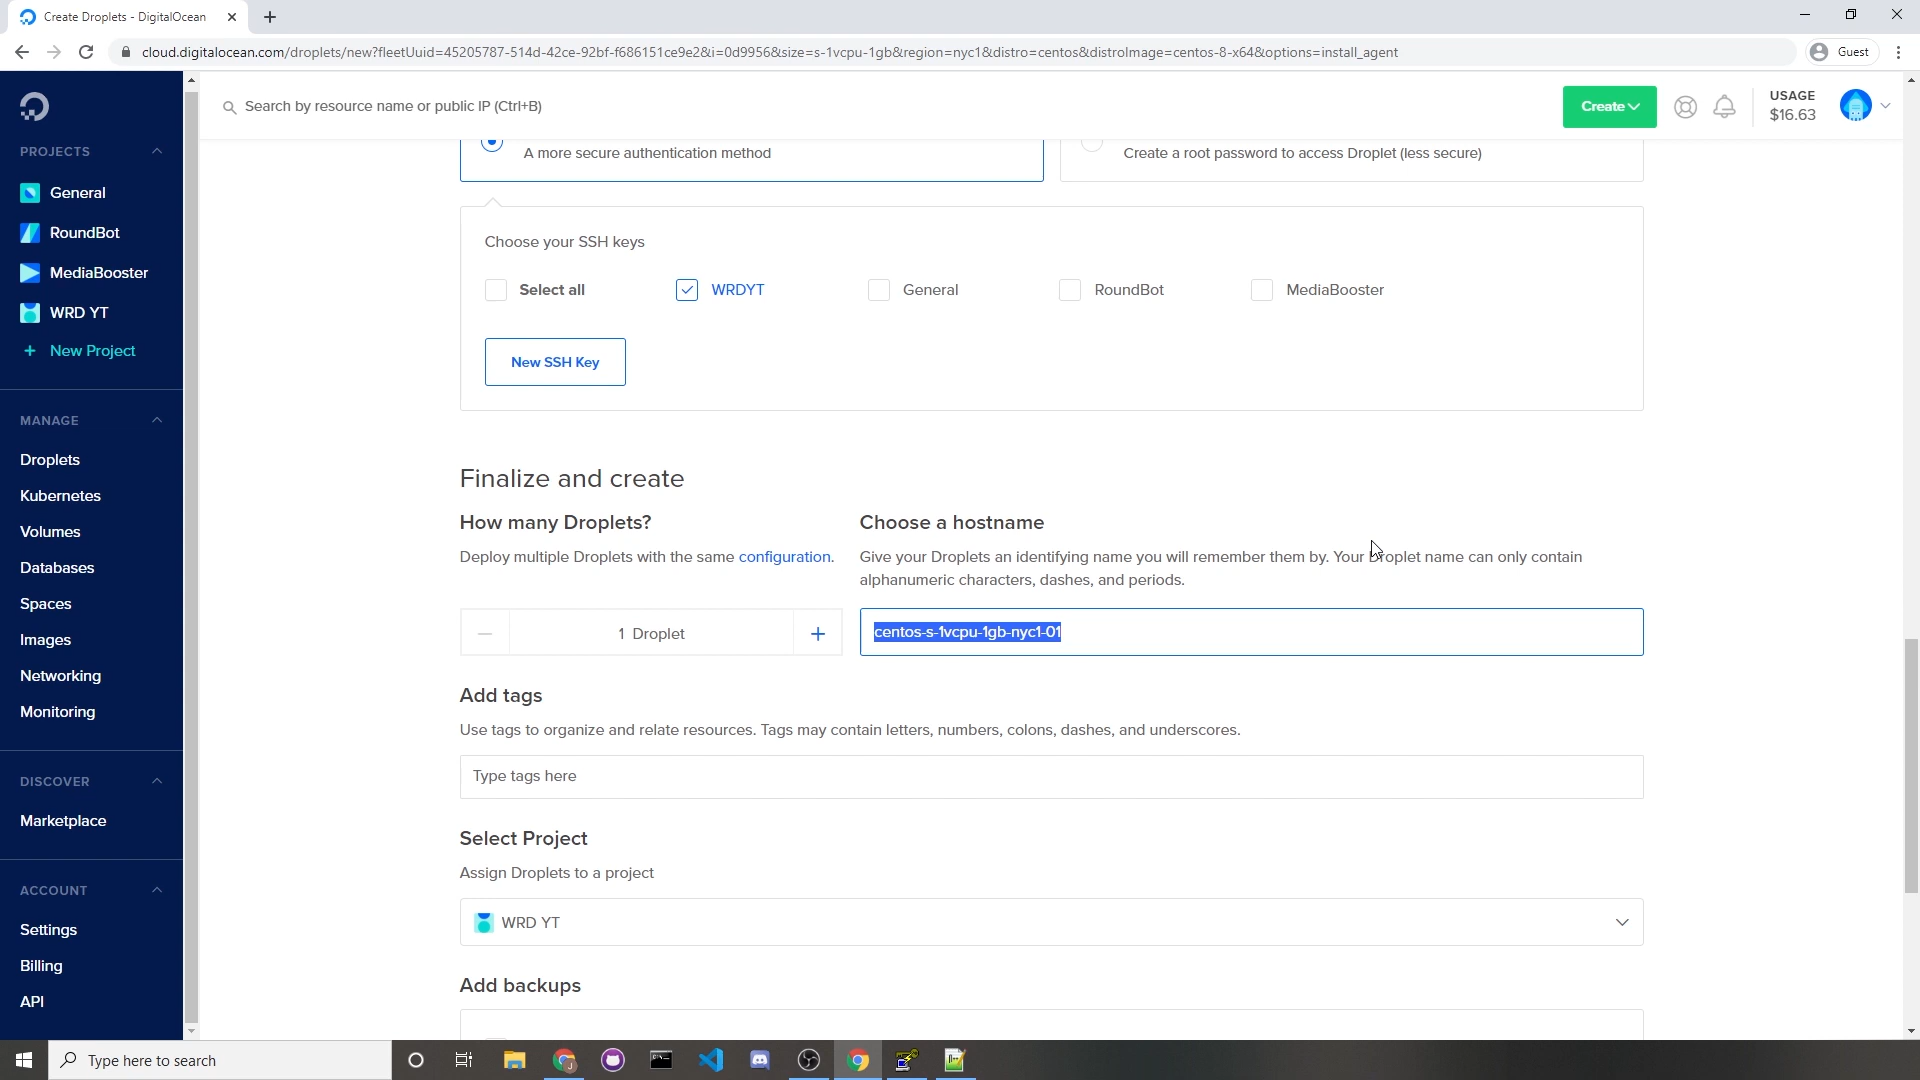 Create Droplets - DigitalOcean
cloud.digitalocean.com/droplets/new?fleetUuid=45205787-514d-42ce-92bf-f686151ce9e2&i=0d9956&size=s-1vcpu-1gb&region=nyc1&distro=centos&distroImage=centos-8-x64&options=install_agent
Guest
Search by resource name or public IP (Ctrl+B)
Create
USAGE
$16.63
PROJECTS
General
RoundBot
MediaBooster
WRD YT
+ New Project
MANAGE
Droplets
Kubernetes
Volumes
Databases
Spaces
Images
Networking
Monitoring
DISCOVER
Marketplace
ACCOUNT
Settings
Billing
API
A more secure authentication method
Create a root password to access Droplet (less secure)
Choose your SSH keys
Select all
WRDYT
General
RoundBot
MediaBooster
New SSH Key
Finalize and create
How many Droplets?
Deploy multiple Droplets with the same configuration.
1 Droplet
Choose a hostname
Give your Droplets an identifying name you will remember them by. Your Droplet name can only contain
alphanumeric characters, dashes, and periods.
centos-s-1vcpu-1gb-nyc1-01
Add tags
Use tags to organize and relate resources. Tags may contain letters, numbers, colons, dashes, and underscores.
Type tags here
Select Project
Assign Droplets to a project
WRD YT
Add backups
Type here to search